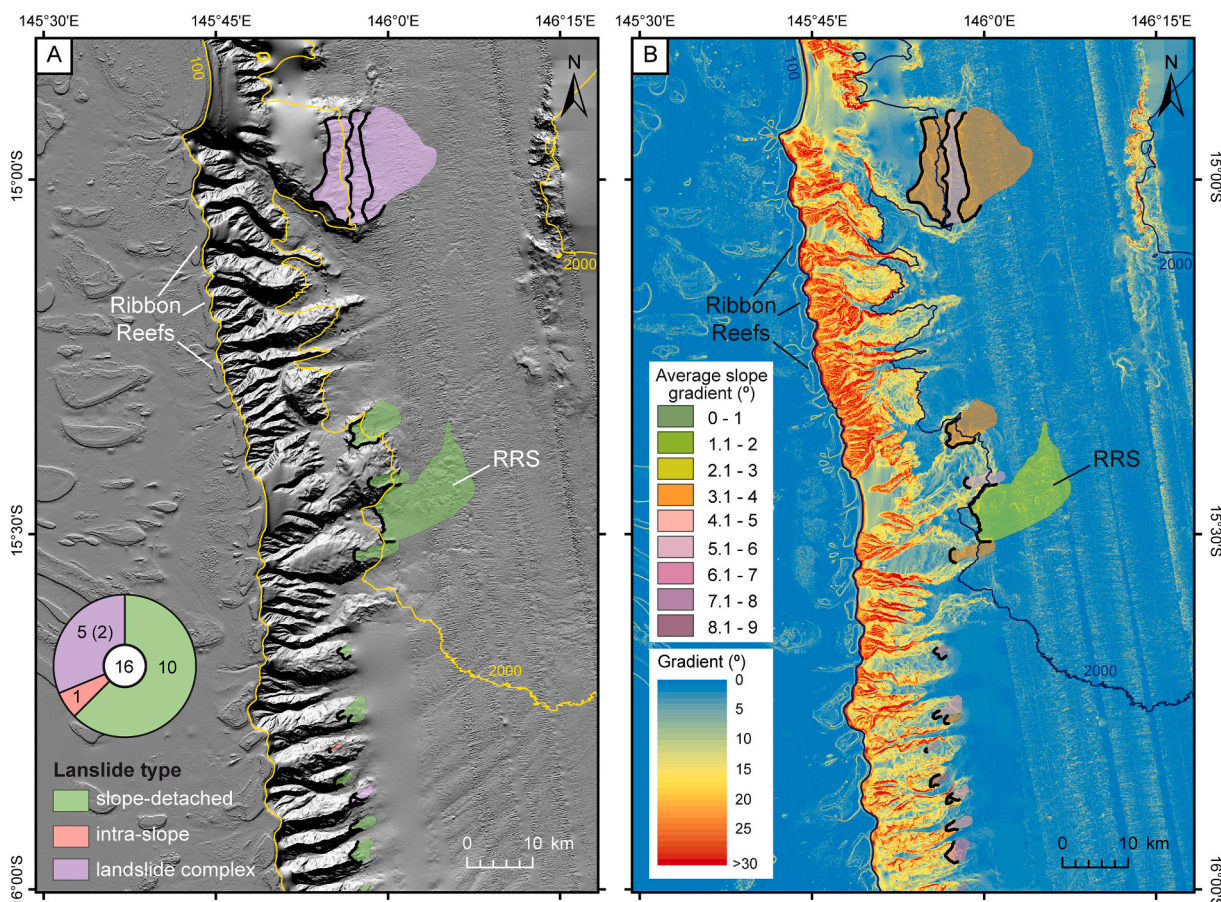 145°30'E 145°45' 146°0' 146°15'
145°30'E 145°45' 146°0' 146°15'
A
N
100
15°00'S
2000
Ribbon
Reefs
RRS
15°30'S
5 (2)
16
10
1
2000
Lanslide type
slope-detached
intra-slope
landslide complex
0 10 km
16°00'S
B
N
100
15°00'S
2000
Ribbon
Reefs
Average slope
gradient (º)
0 - 1
1.1 - 2
2.1 - 3
3.1 - 4
4.1 - 5
5.1 - 6
6.1 - 7
7.1 - 8
8.1 - 9
RRS
15°30'S
Gradient (º)
0
5
10
15
20
25
>30
2000
0 10 km
16°00'S